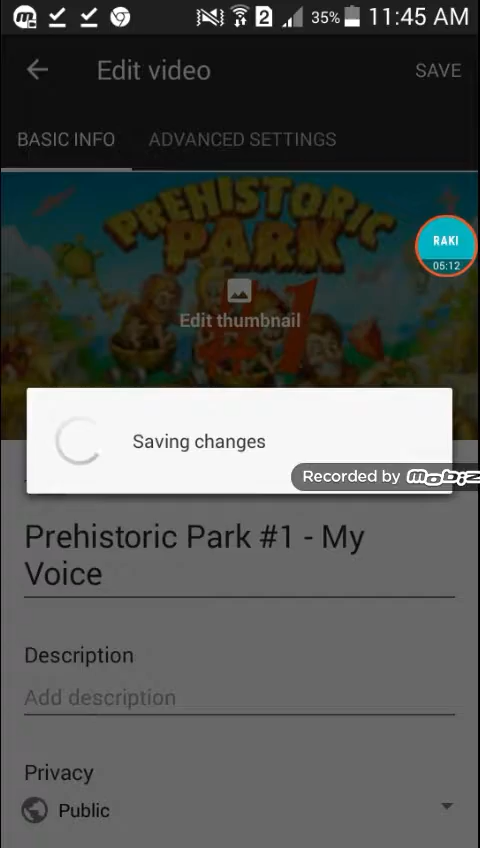 2 35% 11:45 AM
Edit video SAVE
BASIC INFO ADVANCED SETTINGS
PREHISTORIC
PARK
#1
RAKI
05:12
Edit thumbnail
Saving changes
Recorded by
Prehistoric Park #1 - My
Voice
Description
Add description
Privacy
Public